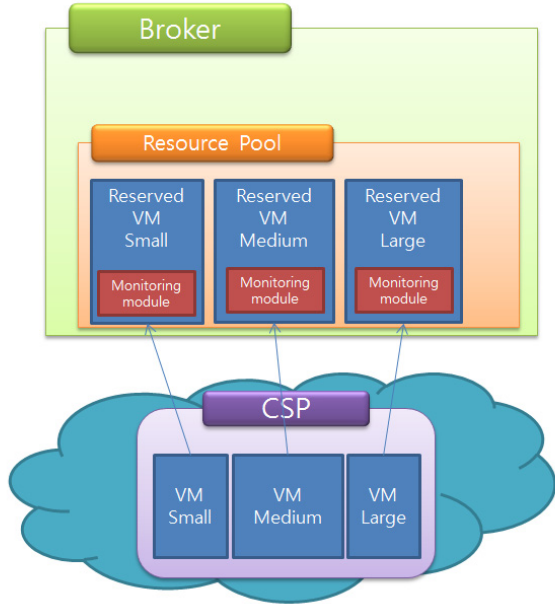 Broker
Resource Pool
Reserved
VM
Small
Monitoring
module
Reserved
VM
Medium
Monitoring
module
Reserved
VM
Large
Monitoring
module
CSP
VM
Small
VM
Medium
VM
Large